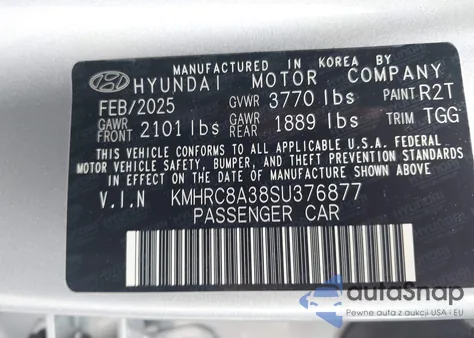 MANUFACTURED IN KOREA BY
HYUNDAI MOTOR COMPANY
FEB/2025 GVWR 3770 lbs PAINT R2T
GAWR FRONT 2101 lbs GAWR REAR 1889 lbs TRIM TGG
THIS VEHICLE CONFORMS TO ALL APPLICABLE U.S.A. FEDERAL
MOTOR VEHICLE SAFETY, BUMPER, AND THEFT PREVENTION STANDARDS
IN EFFECT ON THE DATE OF MANUFACTURE SHOWN ABOVE.
V.I.N KMHRC8A38SU376877
PASSENGER CAR
autoSnap
Pewne auta z aukcji USA i EU